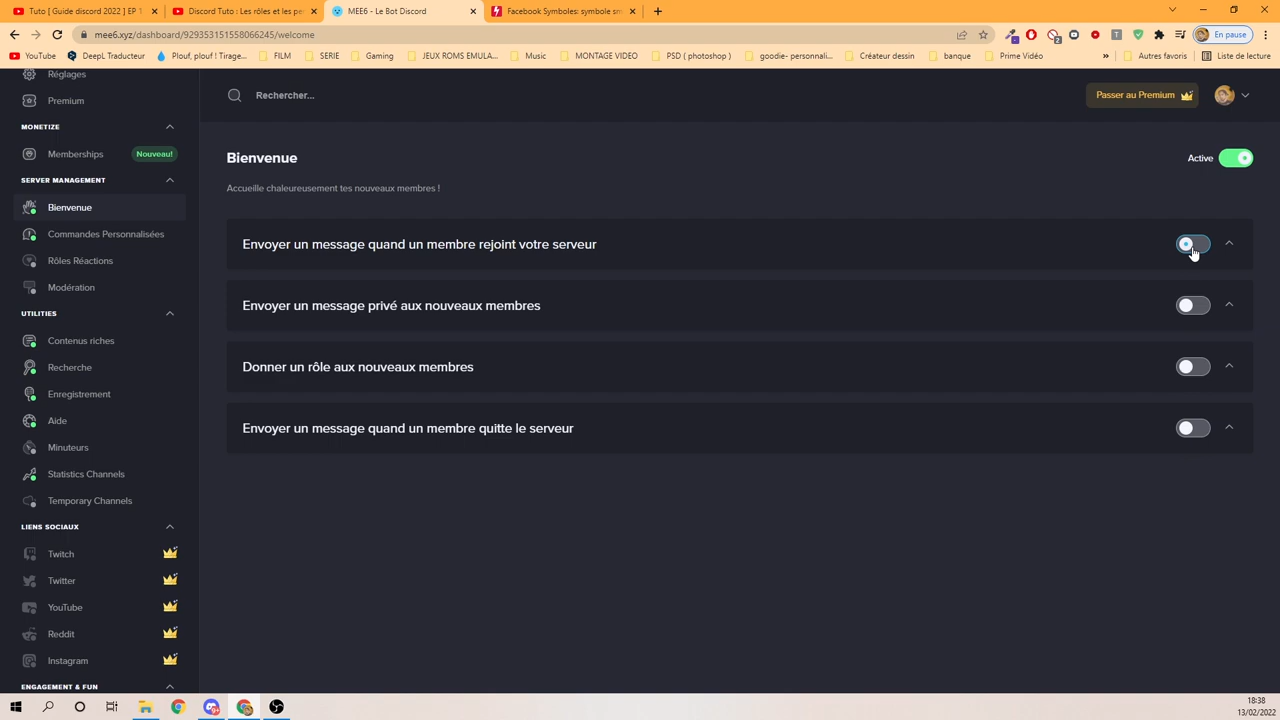 Tuto [ Guide discord 2022 ] EP 1
Discord Tuto : Les rôles et les pe
MEE6 - Le Bot Discord
Facebook Symboles: symbole sm
mee6.xyz/dashboard/929353151558066245/welcome
En pause
YouTube
DeepL Traducteur
Plouf, plouf ! Tirage...
FILM
SERIE
Gaming
JEUX ROMS EMULA...
Music
MONTAGE VIDEO
PSD ( photoshop )
goodie- personnali...
Créateur dessin
banque
Prime Vidéo
»
Autres favoris
Liste de lecture
Réglages
Premium
MONETIZE
Memberships
Nouveau!
SERVER MANAGEMENT
Bienvenue
Commandes Personnalisées
Rôles Réactions
Modération
UTILITIES
Contenus riches
Recherche
Enregistrement
Aide
Minuteurs
Statistics Channels
Temporary Channels
LIENS SOCIAUX
Twitch
Twitter
YouTube
Reddit
Instagram
ENGAGEMENT & FUN
Rechercher...
Passer au Premium
Bienvenue
Active
Accueille chaleureusement tes nouveaux membres !
Envoyer un message quand un membre rejoint votre serveur
Envoyer un message privé aux nouveaux membres
Donner un rôle aux nouveaux membres
Envoyer un message quand un membre quitte le serveur
18:38
13/02/2022